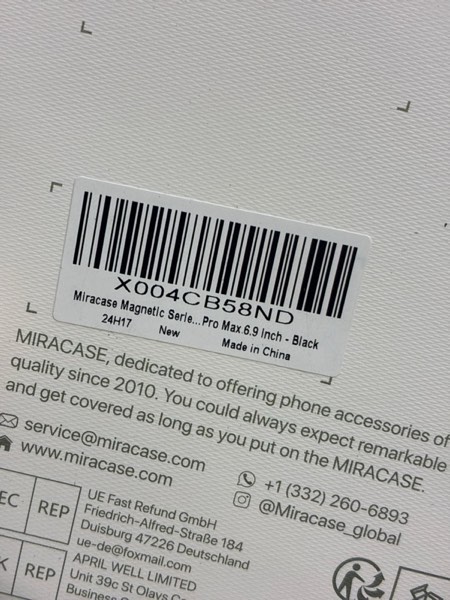 X004CB58ND
Miracase Magnetic Serie...Pro Max 6.9 inch - Black
24H17 New Made in China
MIRACASE, dedicated to offering phone accessories of
quality since 2010. You could always expect remarkable
and get covered as long as you put on the MIRACASE.
service@miracase.com
www.miracase.com
+1 (332) 260-6893
@Miracase_global
EC REP
UE Fast Refund GmbH
Friedrich-Alfred-Straße 184
Duisburg 47226 Deutschland
ue-de@foxmail.com
REP
APRIL WELL LIMITED
Unit 39c St Olays
Business